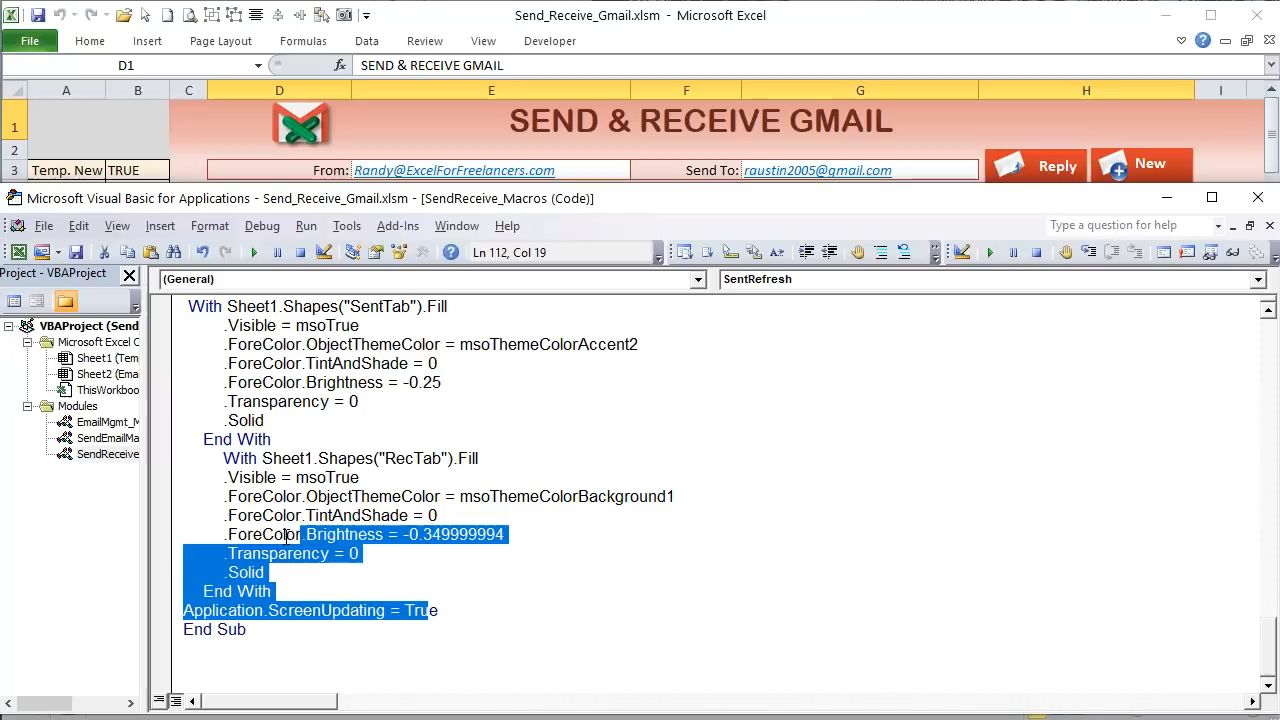 Send_Receive_Gmail.xlsm - Microsoft Excel
File Home Insert Page Layout Formulas Data Review View Developer
D1 fx SEND & RECEIVE GMAIL
A B C D E F G H I
1 SEND & RECEIVE GMAIL
2
3 Temp. New TRUE From: Randy@ExcelForFreelancers.com Send To: raustin2005@gmail.com Reply New
Microsoft Visual Basic for Applications - Send_Receive_Gmail.xlsm - [SendReceive_Macros (Code)]
File Edit View Insert Format Debug Run Tools Add-Ins Window Help Type a question for help
Ln 112, Col 19
Project - VBAProject
(General) SentRefresh
VBAProject (Send
Microsoft Excel
Sheet1 (Tem
Sheet2 (Ema
ThisWorkboo
Modules
EmailMgmt_M
SendEmailMa
SendReceive
With Sheet1.Shapes("SentTab").Fill
.Visible = msoTrue
.ForeColor.ObjectThemeColor = msoThemeColorAccent2
.ForeColor.TintAndShade = 0
.ForeColor.Brightness = -0.25
.Transparency = 0
.Solid
End With
With Sheet1.Shapes("RecTab").Fill
.Visible = msoTrue
.ForeColor.ObjectThemeColor = msoThemeColorBackground1
.ForeColor.TintAndShade = 0
.ForeColor.Brightness = -0.349999994
.Transparency = 0
.Solid
End With
Application.ScreenUpdating = True
End Sub